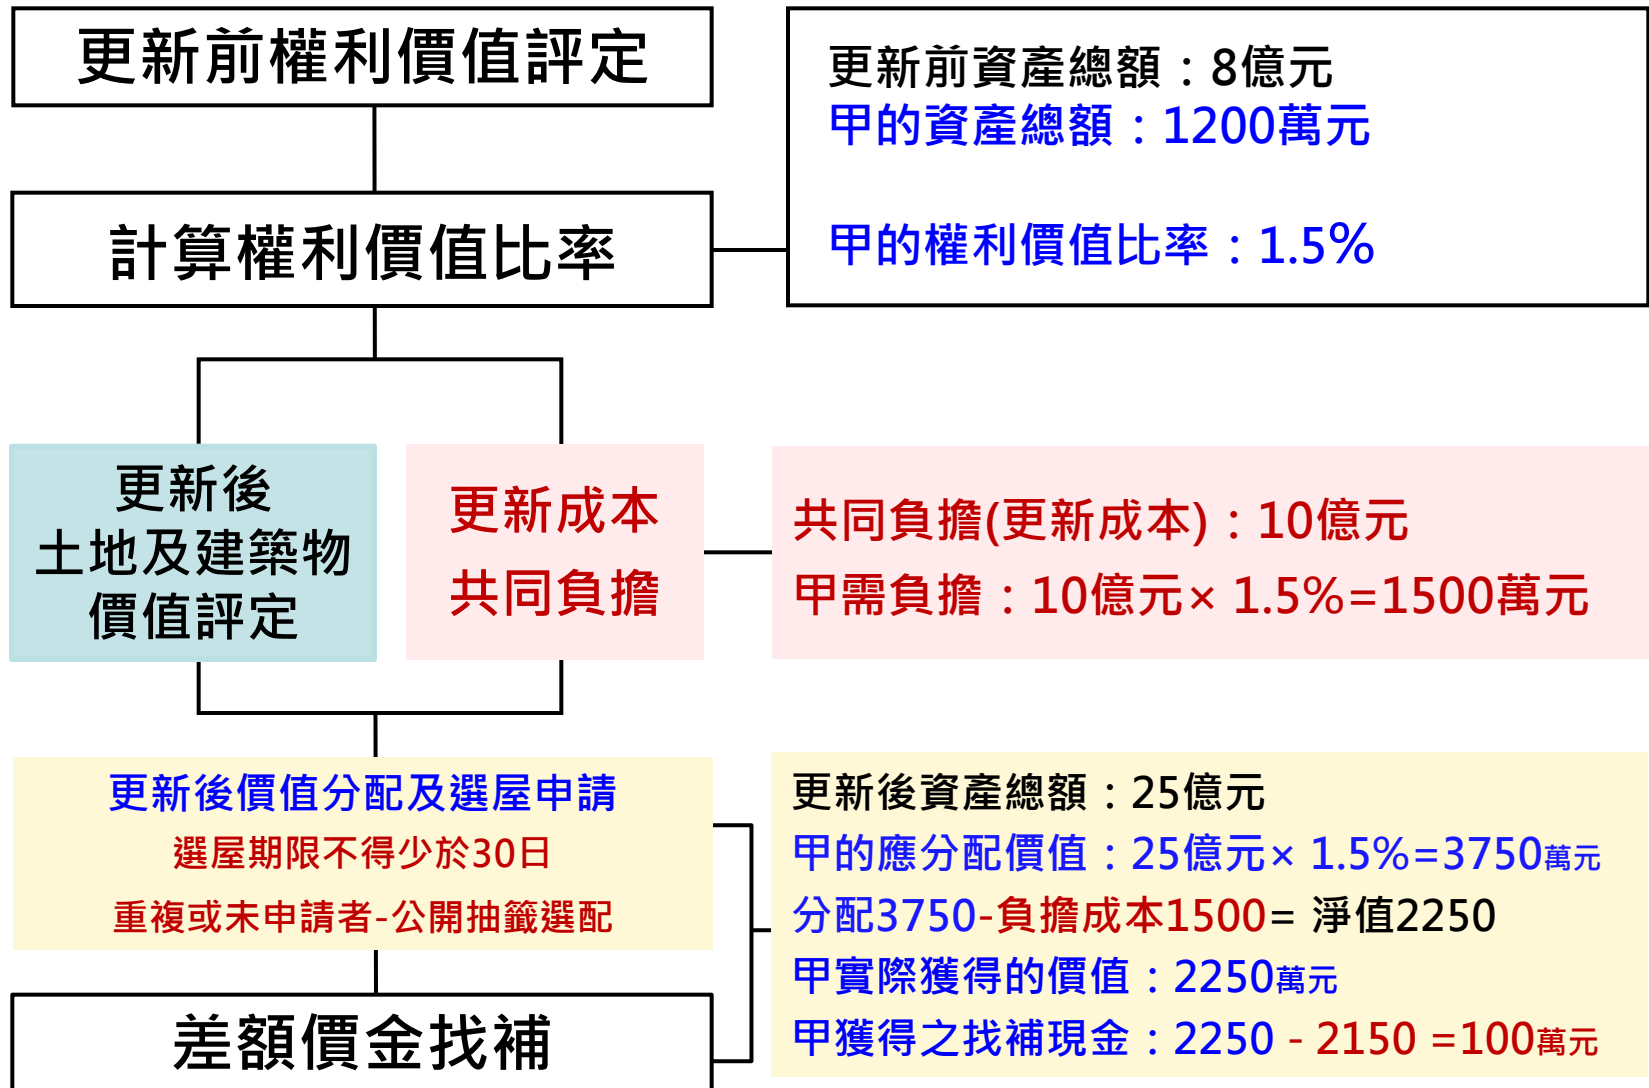 更新前權利價值評定
更新前資產總額：8億元
甲的資產總額：1200萬元
計算權利價值比率
甲的權利價值比率：1.5%
更新後
土地及建築物
價值評定
更新成本
共同負擔
共同負擔(更新成本)：10億元
甲需負擔：10億元× 1.5%=1500萬元
更新後價值分配及選屋申請
選屋期限不得少於30日
重複或未申請者-公開抽籤選配
更新後資產總額：25億元
甲的應分配價值：25億元× 1.5%=3750萬元
分配3750-負擔成本1500= 淨值2250
甲實際獲得的價值：2250萬元
甲獲得之找補現金：2250 - 2150 =100萬元
差額價金找補